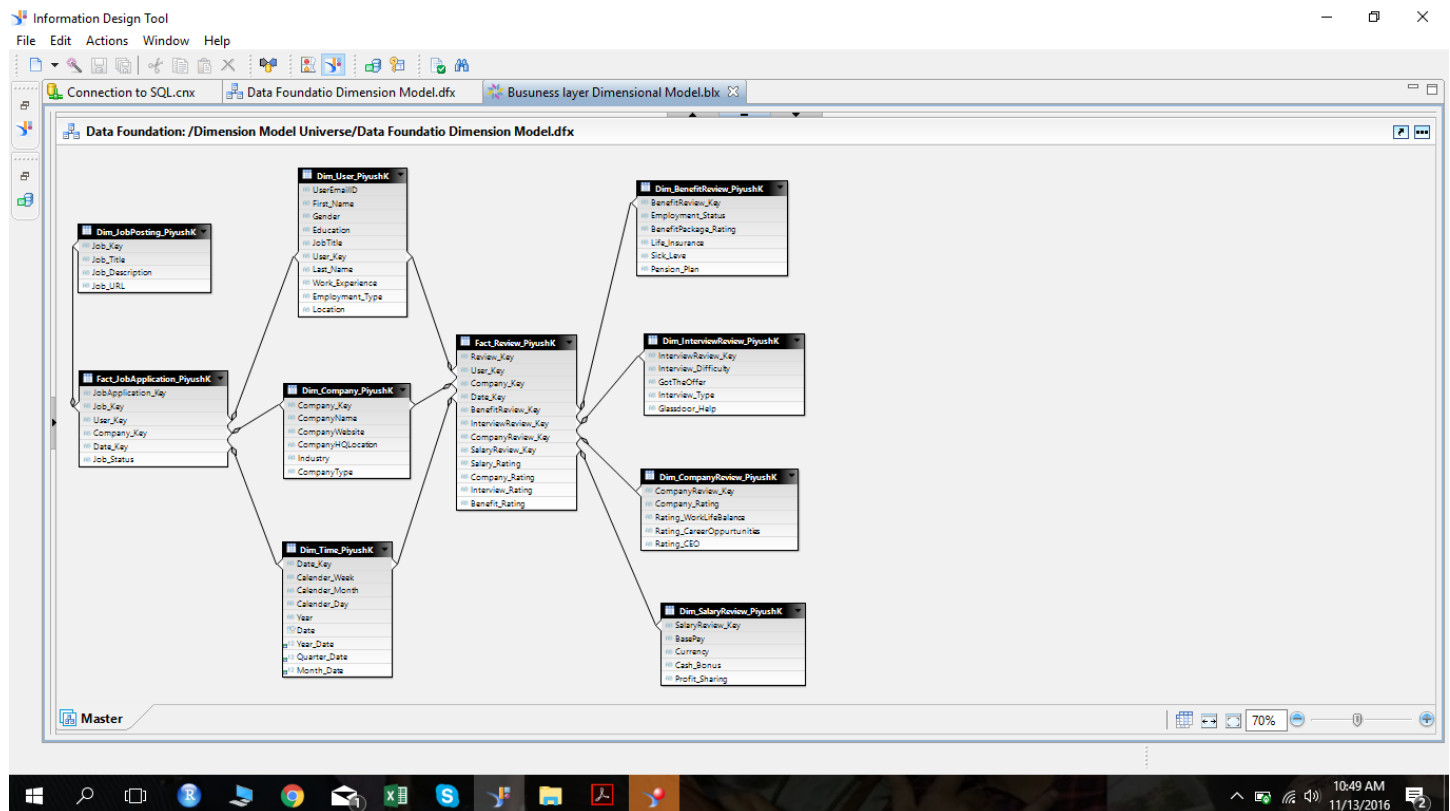 Information Design Tool
File Edit Actions Window Help
Connection to SQL.cnx
Data Foundatio Dimension Model.dfx
Busuness layer Dimensional Model.blx
Data Foundation: /Dimension Model Universe/Data Foundatio Dimension Model.dfx
Dim_JobPosting_PiyushK
Job_Key
Job_Title
Job_Description
Job_URL
Fact_JobApplication_PiyushK
JobApplication_Key
Job_Key
User_Key
Company_Key
Date_Key
Job_Status
Dim_User_PiyushK
UserEmailID
First_Name
Gender
Education
JobTitle
User_Key
Last_Name
Work_Experience
Employment_Type
Location
Dim_Company_PiyushK
Company_Key
CompanyName
CompanyWebsite
CompanyHQLocation
Industry
CompanyType
Dim_Time_PiyushK
Date_Key
Calender_Week
Calender_Month
Calender_Day
Year
Date
Year_Date
Quarter_Date
Month_Date
Fact_Review_PiyushK
Review_Key
User_Key
Company_Key
Date_Key
BenefitReview_Key
InterviewReview_Key
CompanyReview_Key
SalaryReview_Key
Salary_Rating
Company_Rating
Interview_Rating
Benefit_Rating
Dim_BenefitReview_PiyushK
BenefitReview_Key
Employment_Status
BenefitPackage_Rating
Life_Insurance
Sick_Leve
Pension_Plan
Dim_InterviewReview_PiyushK
InterviewReview_Key
Interview_Difficulty
GotTheOffer
Interview_Type
Glassdoor_Help
Dim_CompanyReview_PiyushK
CompanyReview_Key
Company_Rating
Rating_WorkLifeBalance
Rating_CareerOppurtunities
Rating_CEO
Dim_SalaryReview_PiyushK
SalaryReview_Key
BasePay
Currency
Cash_Bonus
Profit_Sharing
Master
70%
10:49 AM
11/13/2016